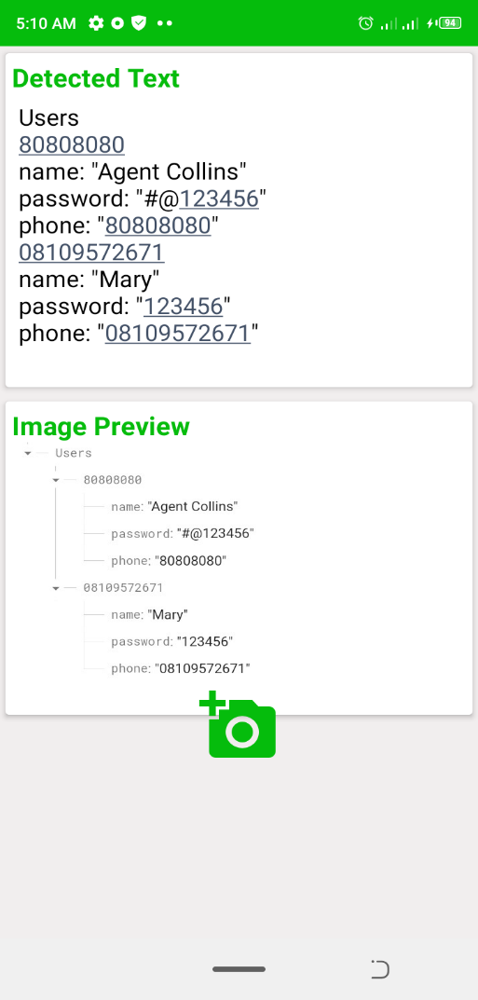 5:10 AM
94
Detected Text
Users
80808080
name: "Agent Collins"
password: "#@123456"
phone: "80808080"
08109572671
name: "Mary"
password: "123456"
phone: "08109572671"
Image Preview
Users
80808080
name: "Agent Collins"
password: "#@123456"
phone: "80808080"
08109572671
name: "Mary"
password: "123456"
phone: "08109572671"